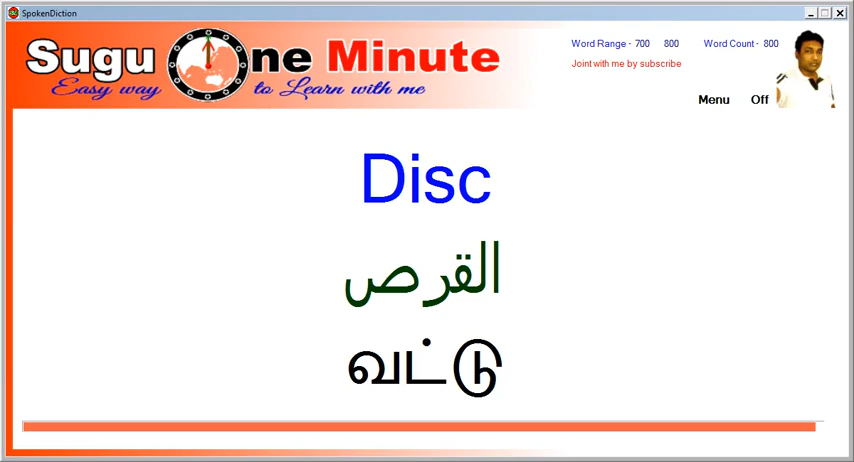 SpokenDiction
Sugu One Minute
Easy way to Learn with me
Word Range - 700 800 Word Count - 800
Joint with me by subscribe
Menu Off
Disc
القرص
வட்டு